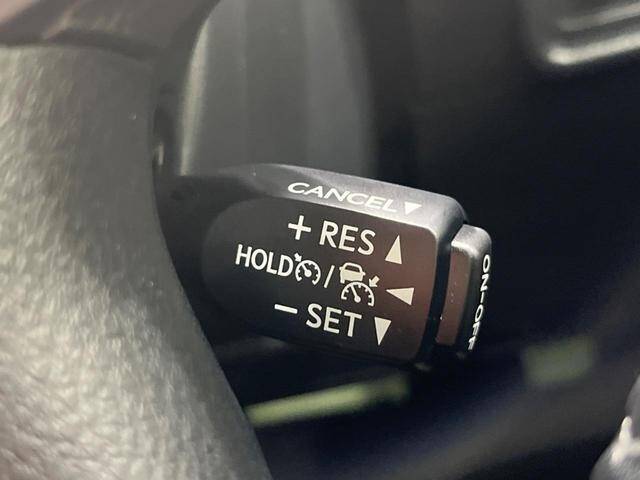 CANCEL▼
+ RES ▲
HOLD / ◀
− SET ▼
ON-OFF